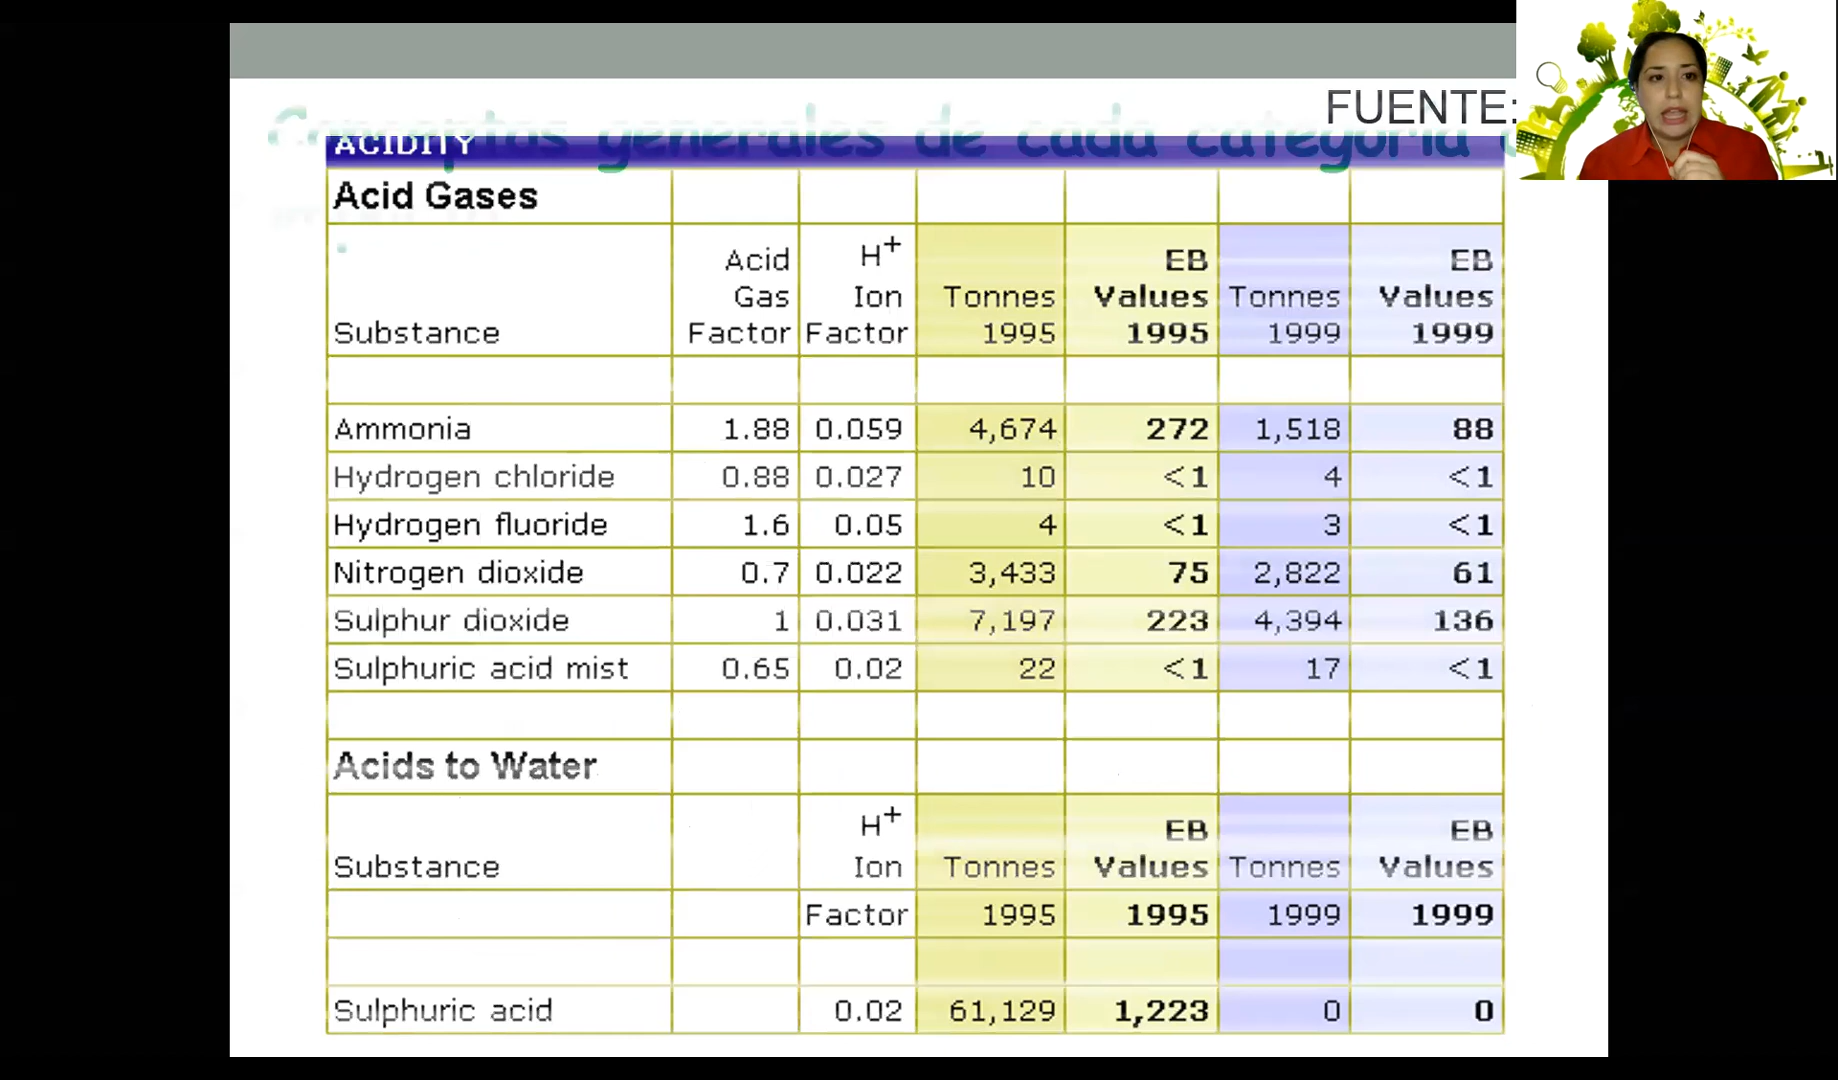 FUENTE:
Conceptos generales de cada categoría
ACIDITY
Acid Gases
Substance Acid Gas Factor H+ Ion Factor Tonnes 1995 EB Values 1995 Tonnes 1999 EB Values 1999
Ammonia 1.88 0.059 4,674 272 1,518 88
Hydrogen chloride 0.88 0.027 10 <1 4 <1
Hydrogen fluoride 1.6 0.05 4 <1 3 <1
Nitrogen dioxide 0.7 0.022 3,433 75 2,822 61
Sulphur dioxide 1 0.031 7,197 223 4,394 136
Sulphuric acid mist 0.65 0.02 22 <1 17 <1
Acids to Water
Substance H+ Ion Tonnes EB Values Tonnes EB Values
Factor 1995 1995 1999 1999
Sulphuric acid 0.02 61,129 1,223 0 0